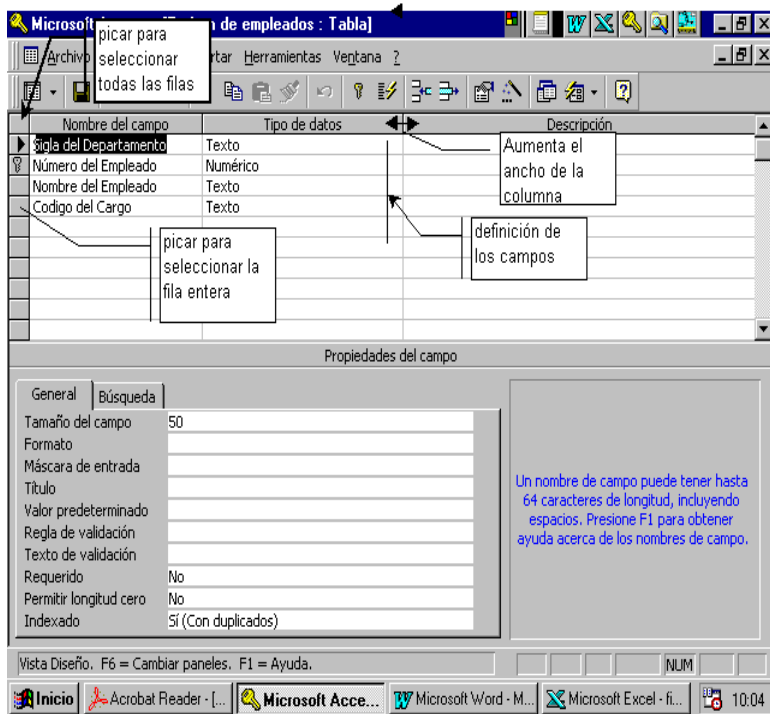 Microsoft de empleados : Tabla]
picar para
seleccionar
todas las filas
Archivo Herramientas Ventana ?
Nombre del campo Tipo de datos Descripción
Sigla del Departamento Texto
Número del Empleado Numérico
Nombre del Empleado Texto
Codigo del Cargo Texto
Aumenta el
ancho de la
columna
definición de
los campos
picar para
seleccionar la
fila entera
Propiedades del campo
General Búsqueda
Tamaño del campo 50
Formato
Máscara de entrada
Título
Valor predeterminado
Regla de validación
Texto de validación
Requerido No
Permitir longitud cero No
Indexado Sí (Con duplicados)
Un nombre de campo puede tener hasta
64 caracteres de longitud, incluyendo
espacios. Presione F1 para obtener
ayuda acerca de los nombres de campo.
Vista Diseño. F6 = Cambiar paneles. F1 = Ayuda. NUM
Inicio Acrobat Reader - [... Microsoft Acce... Microsoft Word - M... Microsoft Excel - fi... 10:04